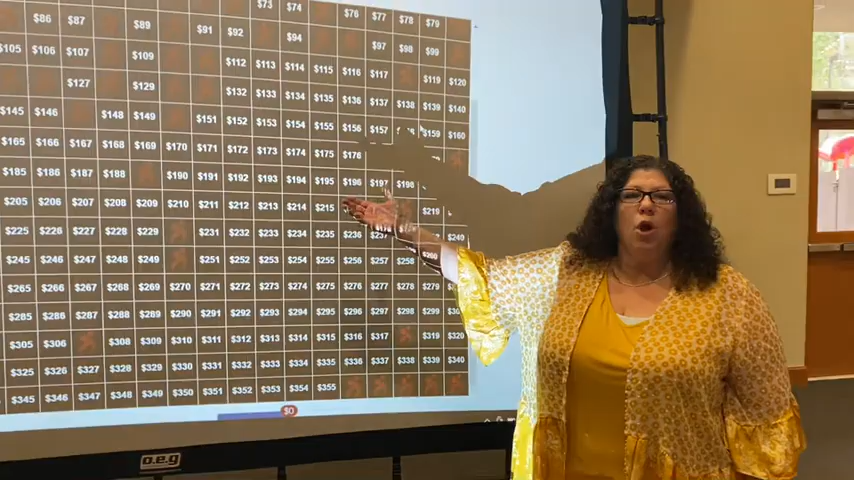 $73 $74 $76 $77 $78 $79
$86 $87 $89 $91 $92 $94 $97 $98 $99
$105 $106 $107 $109 $112 $113 $114 $115 $116 $117 $119 $120
$127 $129 $132 $133 $134 $135 $136 $137 $138 $139 $140
$145 $146 $148 $149 $151 $152 $153 $154 $155 $156 $157 $159 $160
$165 $166 $167 $168 $169 $170 $171 $172 $173 $174 $175 $176
$185 $186 $187 $188 $190 $191 $192 $193 $194 $195 $196 $197 $198
$205 $206 $207 $208 $209 $210 $211 $212 $213 $214 $215 $219
$225 $226 $227 $228 $229 $231 $232 $233 $234 $235 $236 $237 $240
$245 $246 $247 $248 $249 $251 $252 $253 $254 $255 $256 $257 $258 $260
$265 $266 $267 $268 $269 $270 $271 $272 $273 $274 $275 $276 $277 $278 $279
$285 $286 $287 $288 $289 $290 $291 $292 $293 $294 $295 $296 $297 $298 $299
$305 $306 $308 $309 $310 $311 $312 $313 $314 $315 $316 $317 $319 $320
$325 $326 $327 $328 $329 $330 $331 $332 $333 $334 $335 $336 $337 $338 $339 $340
$345 $346 $347 $348 $349 $350 $351 $352 $353 $354 $355
$0
o.e.g